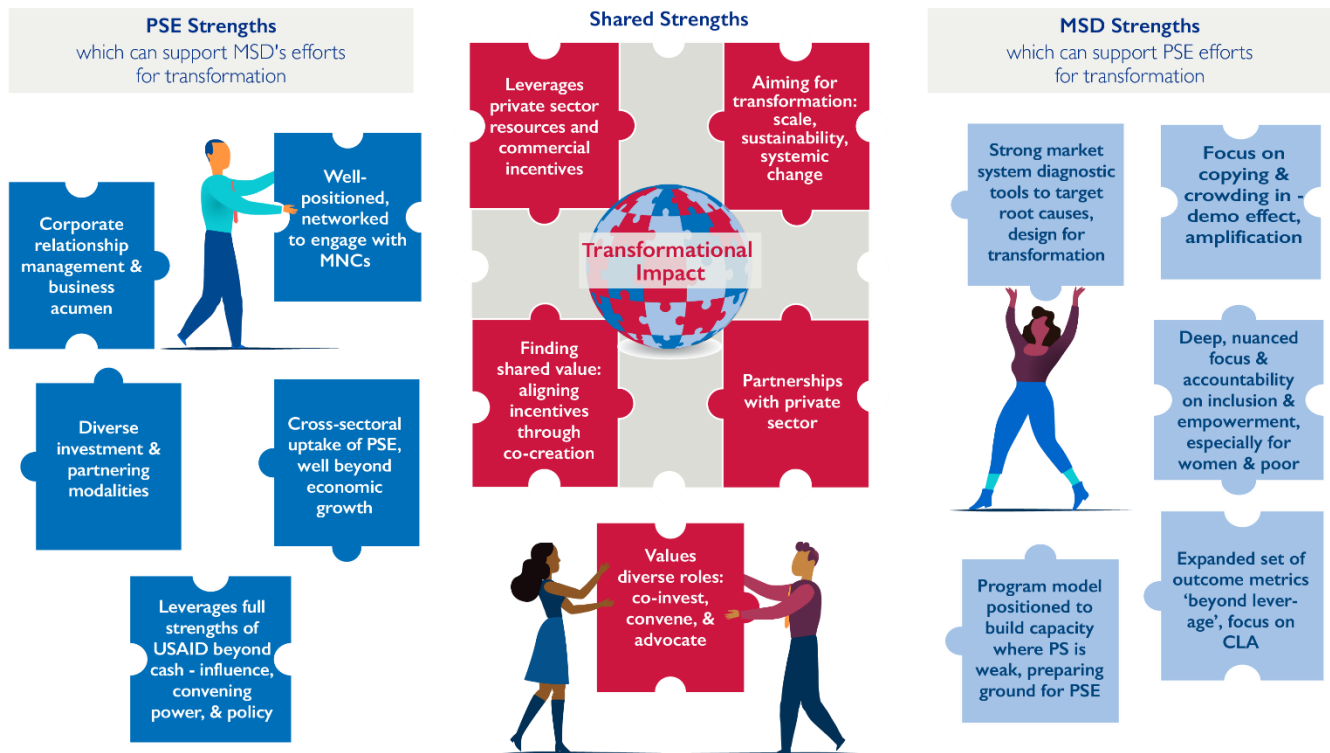 PSE Strengths
which can support MSD's efforts
for transformation
Well-
positioned,
networked
to engage with
MNCs
Corporate
relationship
management &
business
acumen
Diverse
investment &
partnering
modalities
Cross-sectoral
uptake of PSE,
well beyond
economic
growth
Leverages full
strengths of
USAID beyond
cash - influence,
convening
power, & policy
Shared Strengths
Leverages
private sector
resources and
commercial
incentives
Aiming for
transformation:
scale,
sustainability,
systemic
change
Transformational
Impact
Finding
shared value:
aligning
incentives
through
co-creation
Partnerships
with private
sector
Values
diverse roles:
co-invest,
convene, &
advocate
MSD Strengths
which can support PSE efforts
for transformation
Strong market
system diagnostic
tools to target
root causes,
design for
transformation
Focus on
copying &
crowding in -
demo effect,
amplification
Deep, nuanced
focus &
accountability
on inclusion &
empowerment,
especially for
women & poor
Program model
positioned to
build capacity
where PS is
weak, preparing
ground for PSE
Expanded set of
outcome metrics
‘beyond lever-
age’, focus on
CLA